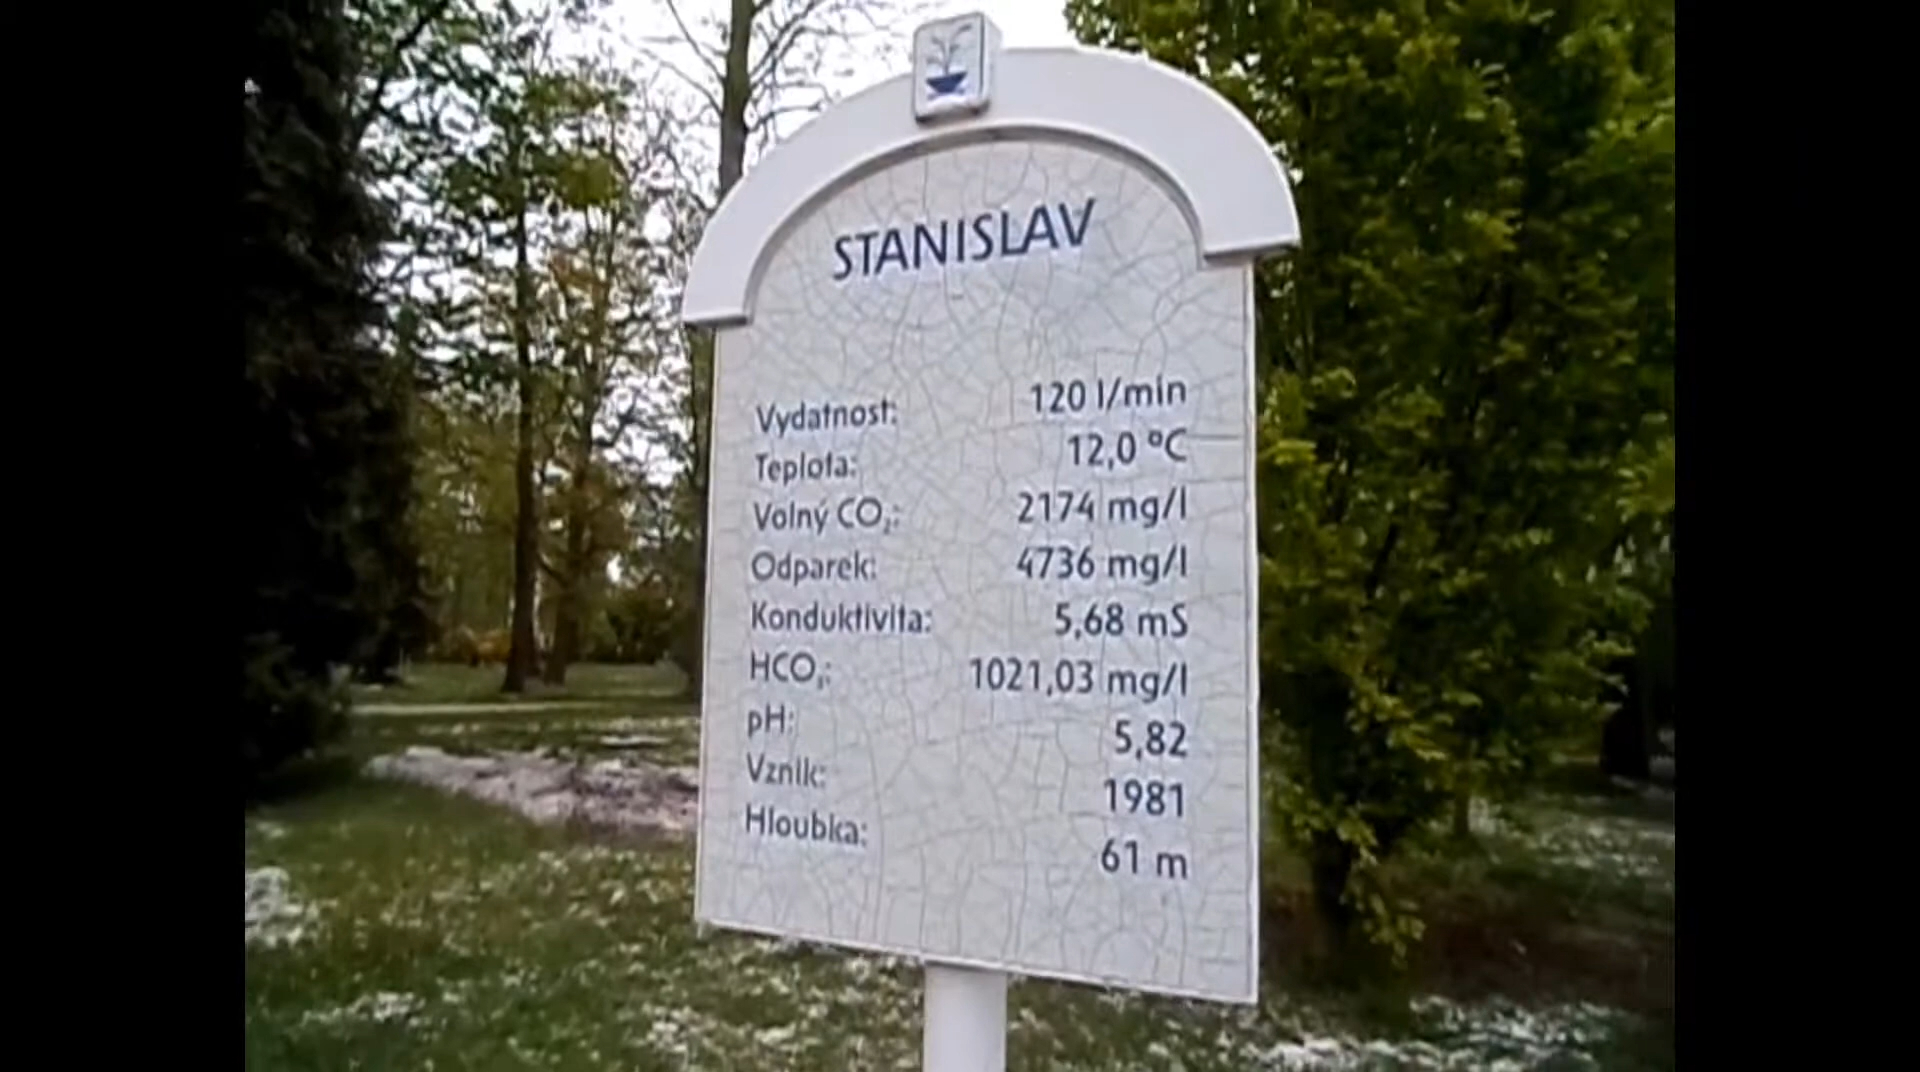 STANISLAV
Vydatnost: 120 l/min
Teplota: 12,0 ºC
Volný CO₂: 2174 mg/l
Odparek: 4736 mg/l
Konduktivita: 5,68 mS
HCO₃: 1021,03 mg/l
pH: 5,82
Vznik: 1981
Hloubka: 61 m